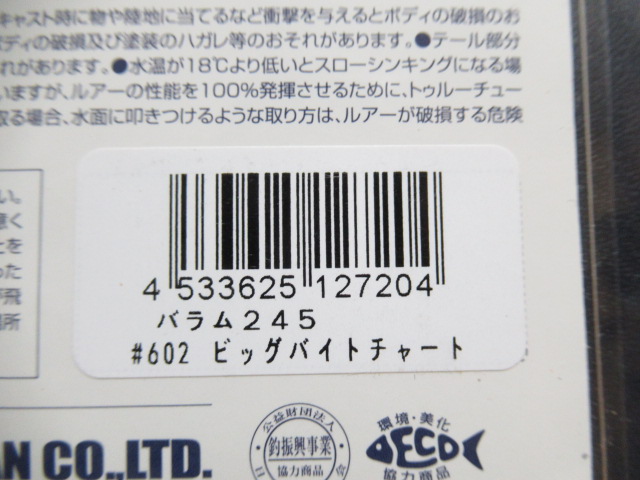 キャスト時に物や陸地に当てるなど衝撃を与えるとボディの破損のお
ディの破損及び塗装のハガレ等のおそれがあります。●テール部分
れがあります。●水温が18℃より低いとスローシンキングになる場
いますが、ルアーの性能を100%発揮させるために、トゥルーチュー
取る場合、水面に叩きつけるような取り方は、ルアーが破損する危険
い。
く
とを
った
飛
場所
4 533625 127204
バラム245
#602 ビッグバイトチャート
AN CO.,LTD.
公益財団法人
釣振興事業
協力商品
環境・美化
ECO
協力商品